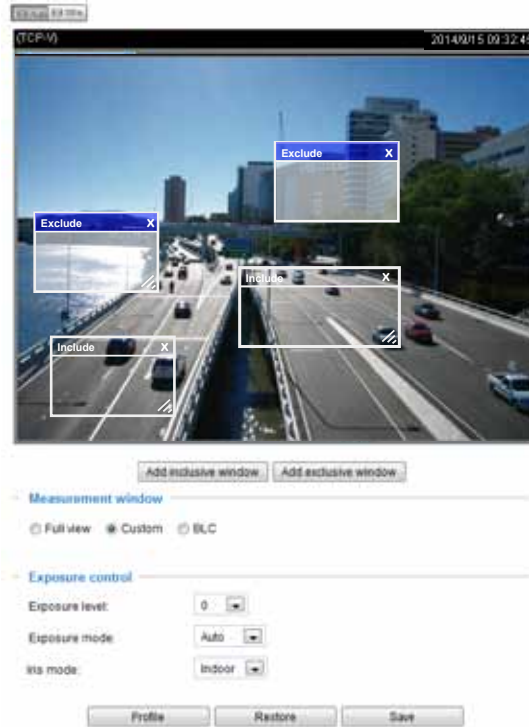 (TCP-V) 2014/9/15 09:32:45
Exclude X
Exclude X
Include X
Include X
Add inclusive window Add exclusive window
Measurement window
Full view Custom BLC
Exposure control
Exposure level: 0
Exposure mode: Auto
Iris mode: Indoor
Profile Restore Save